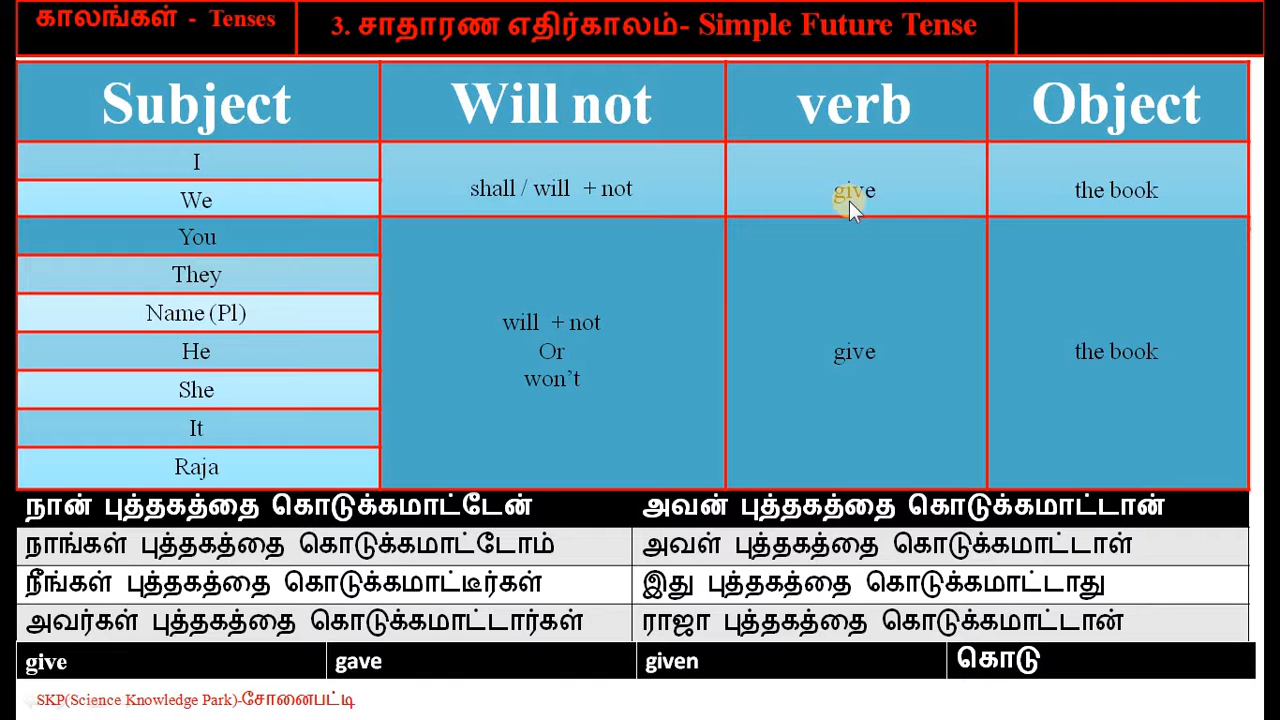 காலங்கள் - Tenses
3. சாதாரண எதிர்காலம்- Simple Future Tense
Subject Will not verb Object
I
We
shall / will + not give the book
You
They
Name (Pl)
He
She
It
Raja
will + not
Or
won’t
give
the book
நான் புத்தகத்தை கொடுக்கமாட்டேன் அவன் புத்தகத்தை கொடுக்கமாட்டான்
நாங்கள் புத்தகத்தை கொடுக்கமாட்டோம் அவள் புத்தகத்தை கொடுக்கமாட்டாள்
நீங்கள் புத்தகத்தை கொடுக்கமாட்டீர்கள் இது புத்தகத்தை கொடுக்கமாட்டாது
அவர்கள் புத்தகத்தை கொடுக்கமாட்டார்கள் ராஜா புத்தகத்தை கொடுக்கமாட்டான்
give gave given கொடு
SKP(Science Knowledge Park)-சோனைபட்டி